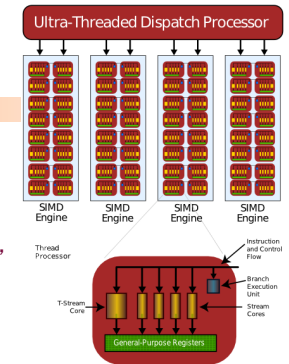 Ultra-Threaded Dispatch Processor
SIMD
Engine
SIMD
Engine
SIMD
Engine
SIMD
Engine
Thread
Processor
Instruction
and Control
Flow
Branch
Execution
Unit
T-Stream
Core
Stream
Cores
General-Purpose Registers